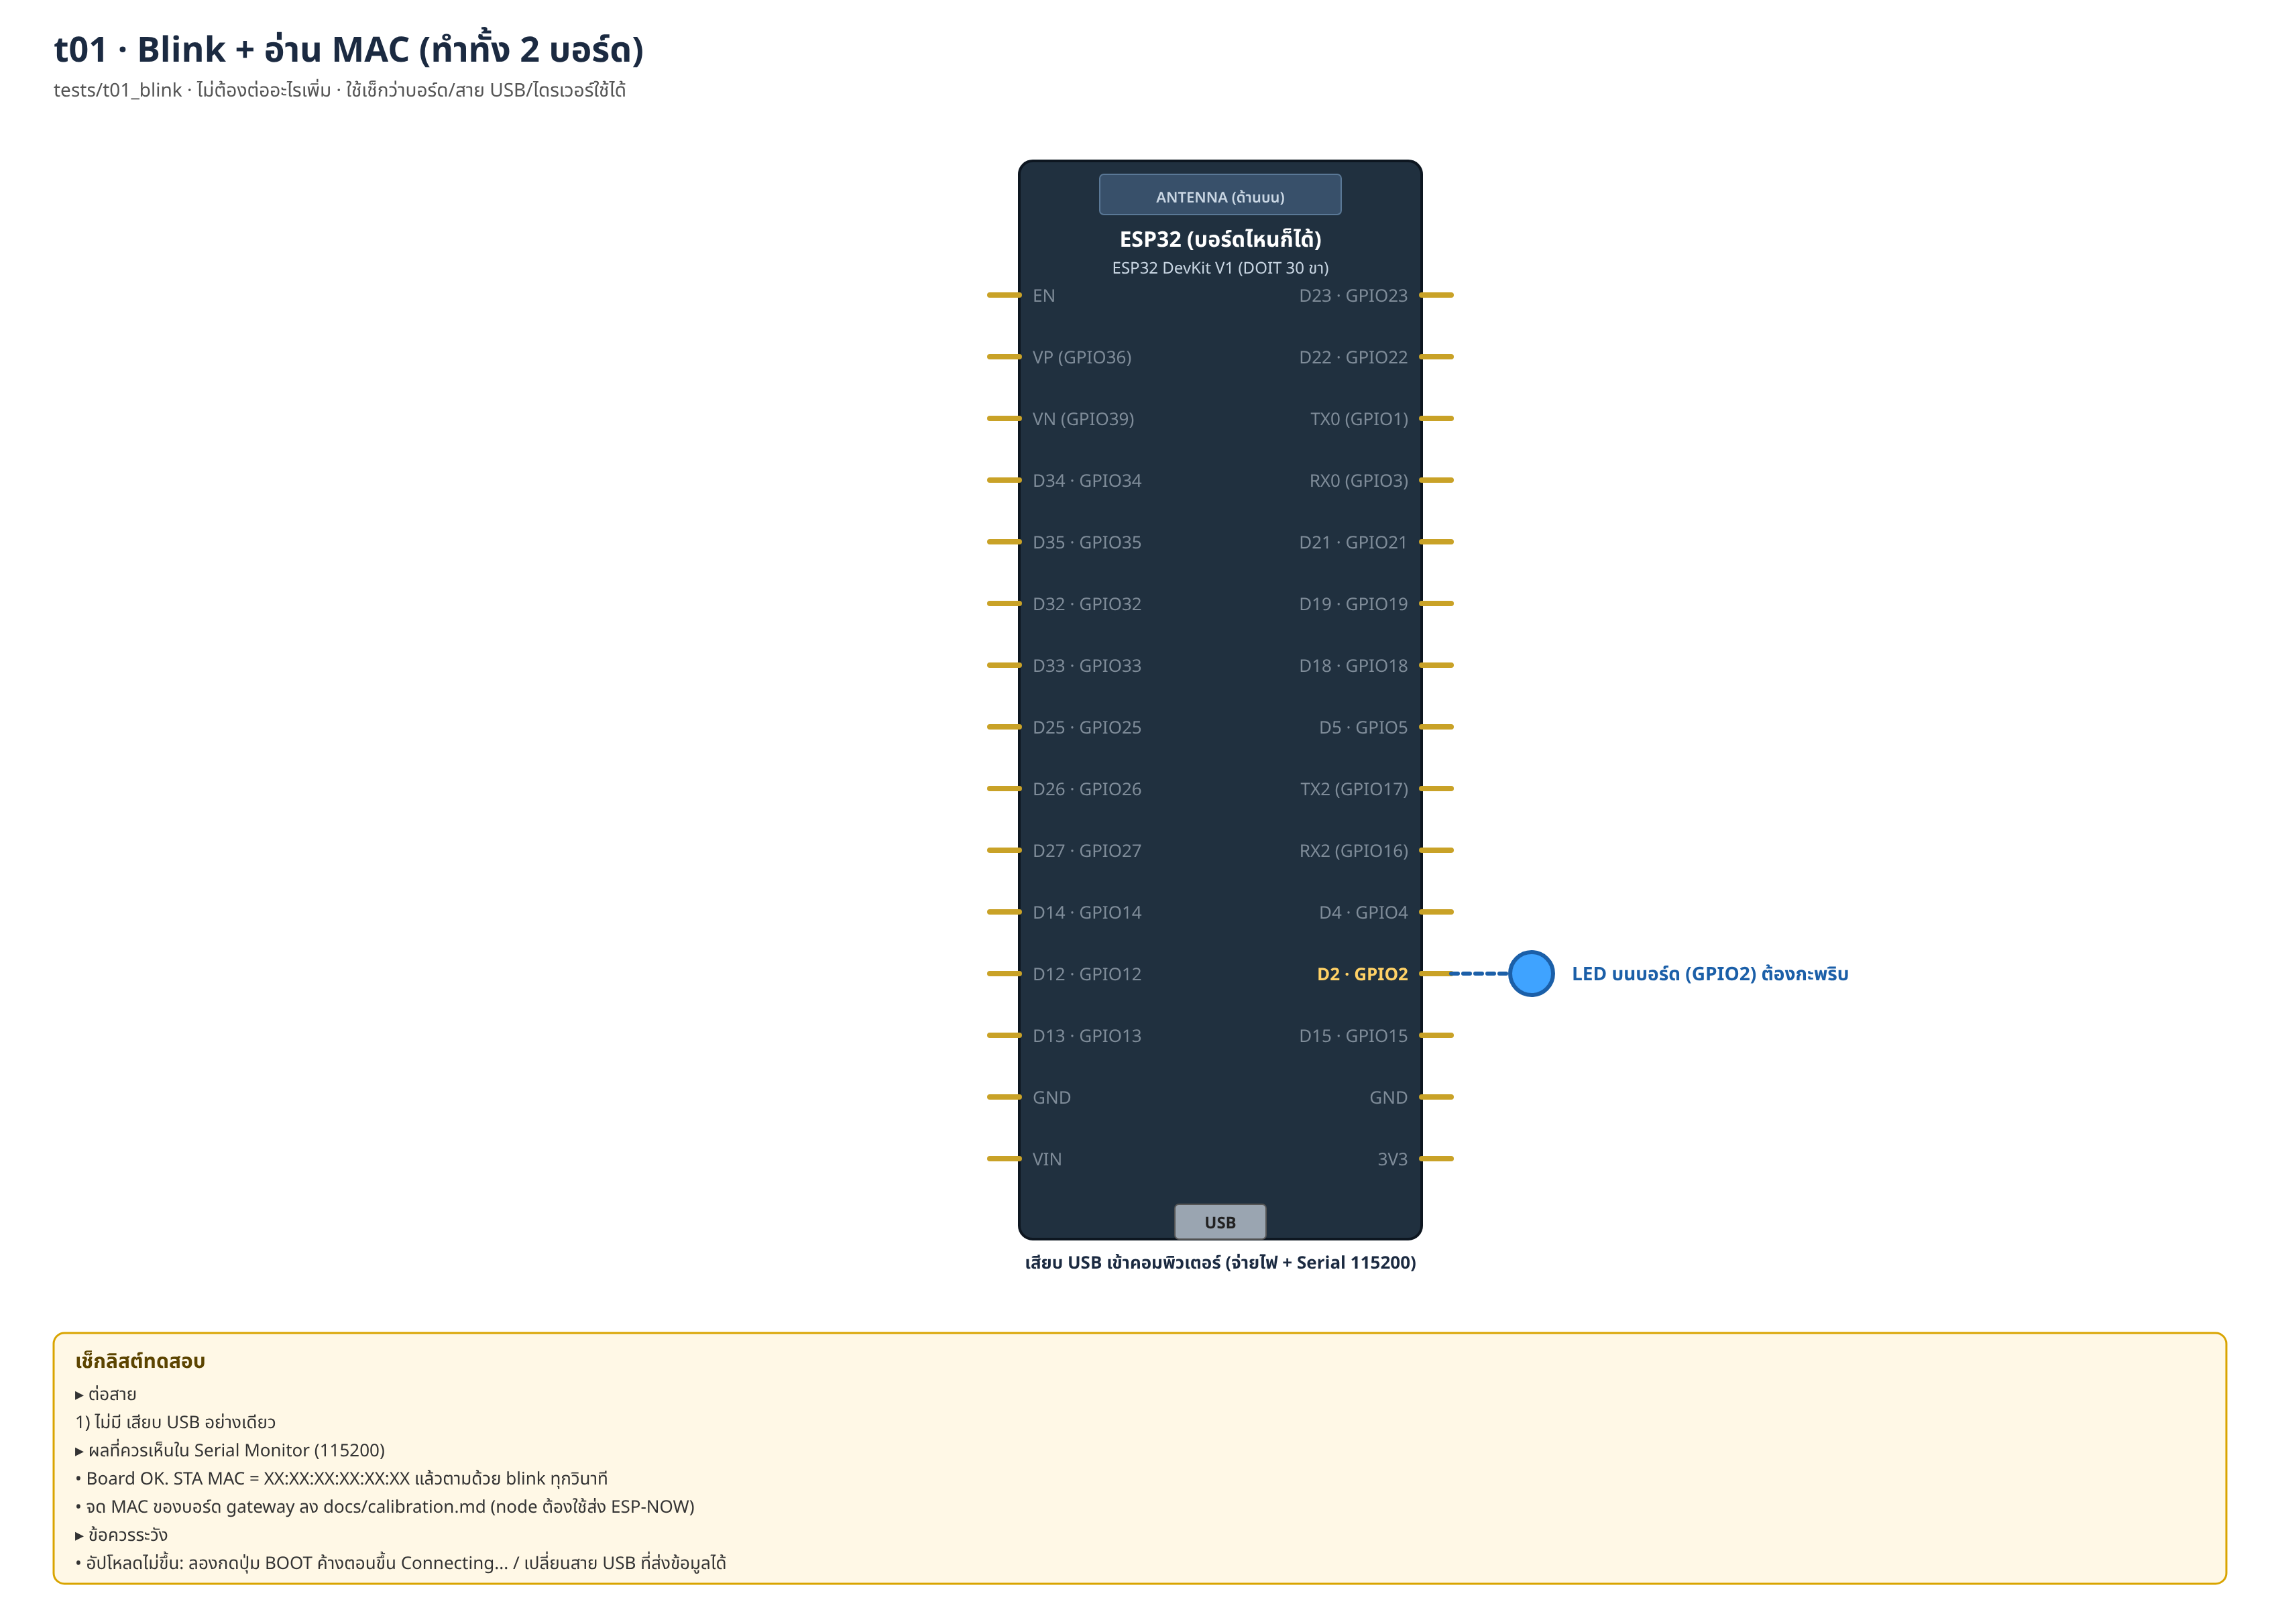 t01 · Blink + อ่าน MAC (ทำทั้ง 2 บอร์ด)
tests/t01_blink · ไม่ต้องต่ออะไรเพิ่ม · ใช้เช็กว่าบอร์ด/สาย USB/ไดรเวอร์ใช้ได้
ANTENNA (ด้านบน)
ESP32 (บอร์ดไหนก็ได้)
ESP32 DevKit V1 (DOIT 30 ขา)
EN D23 · GPIO23
VP (GPIO36) D22 · GPIO22
VN (GPIO39) TX0 (GPIO1)
D34 · GPIO34 RX0 (GPIO3)
D35 · GPIO35 D21 · GPIO21
D32 · GPIO32 D19 · GPIO19
D33 · GPIO33 D18 · GPIO18
D25 · GPIO25 D5 · GPIO5
D26 · GPIO26 TX2 (GPIO17)
D27 · GPIO27 RX2 (GPIO16)
D14 · GPIO14 D4 · GPIO4
D12 · GPIO12 D2 · GPIO2 LED บนบอร์ด (GPIO2) ต้องกะพริบ
D13 · GPIO13 D15 · GPIO15
GND GND
VIN 3V3
USB
เสียบ USB เข้าคอมพิวเตอร์ (จ่ายไฟ + Serial 115200)
เช็กลิสต์ทดสอบ
▸ ต่อสาย
1) ไม่มี เสียบ USB อย่างเดียว
▸ ผลที่ควรเห็นใน Serial Monitor (115200)
• Board OK. STA MAC = XX:XX:XX:XX:XX:XX แล้วตามด้วย blink ทุกวินาที
• จด MAC ของบอร์ด gateway ลง docs/calibration.md (node ต้องใช้ส่ง ESP-NOW)
▸ ข้อควรระวัง
• อัปโหลดไม่ขึ้น: ลองกดปุ่ม BOOT ค้างตอนขึ้น Connecting... / เปลี่ยนสาย USB ที่ส่งข้อมูลได้